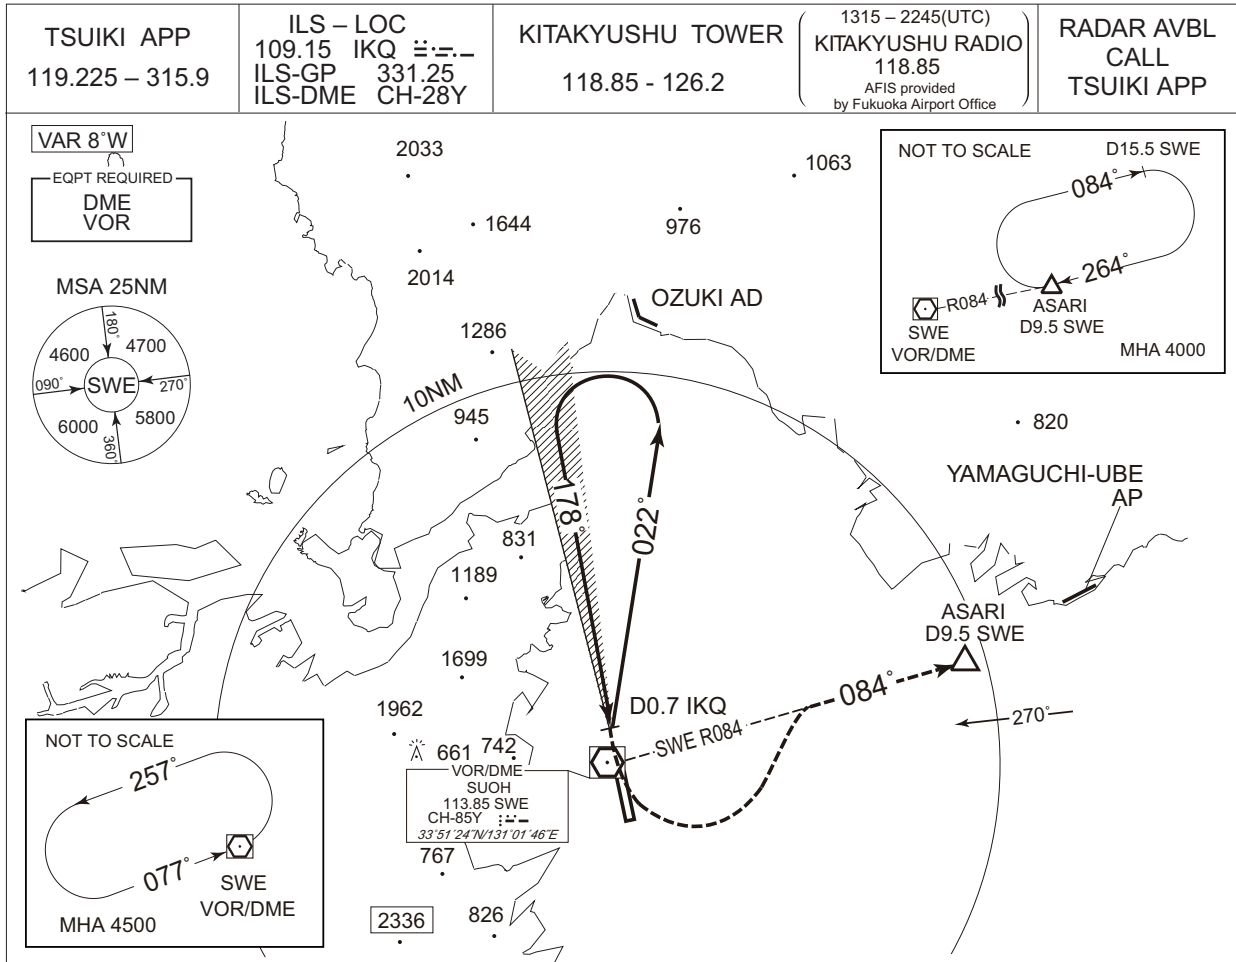 TSUIKI APP
119.225 – 315.9
ILS – LOC
109.15 IKQ
ILS-GP 331.25
ILS-DME CH-28Y
KITAKYUSHU TOWER
118.85 - 126.2
1315 – 2245(UTC)
KITAKYUSHU RADIO
118.85
AFIS provided
by Fukuoka Airport Office
RADAR AVBL
CALL
TSUIKI APP
VAR 8°W
EQPT REQUIRED
DME
VOR
MSA 25NM
180°
4600
4700
090°
SWE
270°
6000
5800
360°
2033
1644
2014
1286
945
10NM
976
1063
OZUKI AD
NOT TO SCALE
D15.5 SWE
084°
264°
R084
ASARI
D9.5 SWE
SWE
VOR/DME
MHA 4000
820
YAMAGUCHI-UBE
AP
178°
022°
831
1189
1699
1962
661
742
ASARI
D9.5 SWE
D0.7 IKQ
SWE R084
084°
270°
VOR/DME
SUOH
113.85 SWE
CH-85Y
33°51'24"N/131°01'46"E
767
2336
826
NOT TO SCALE
257°
077°
SWE
VOR/DME
MHA 4500